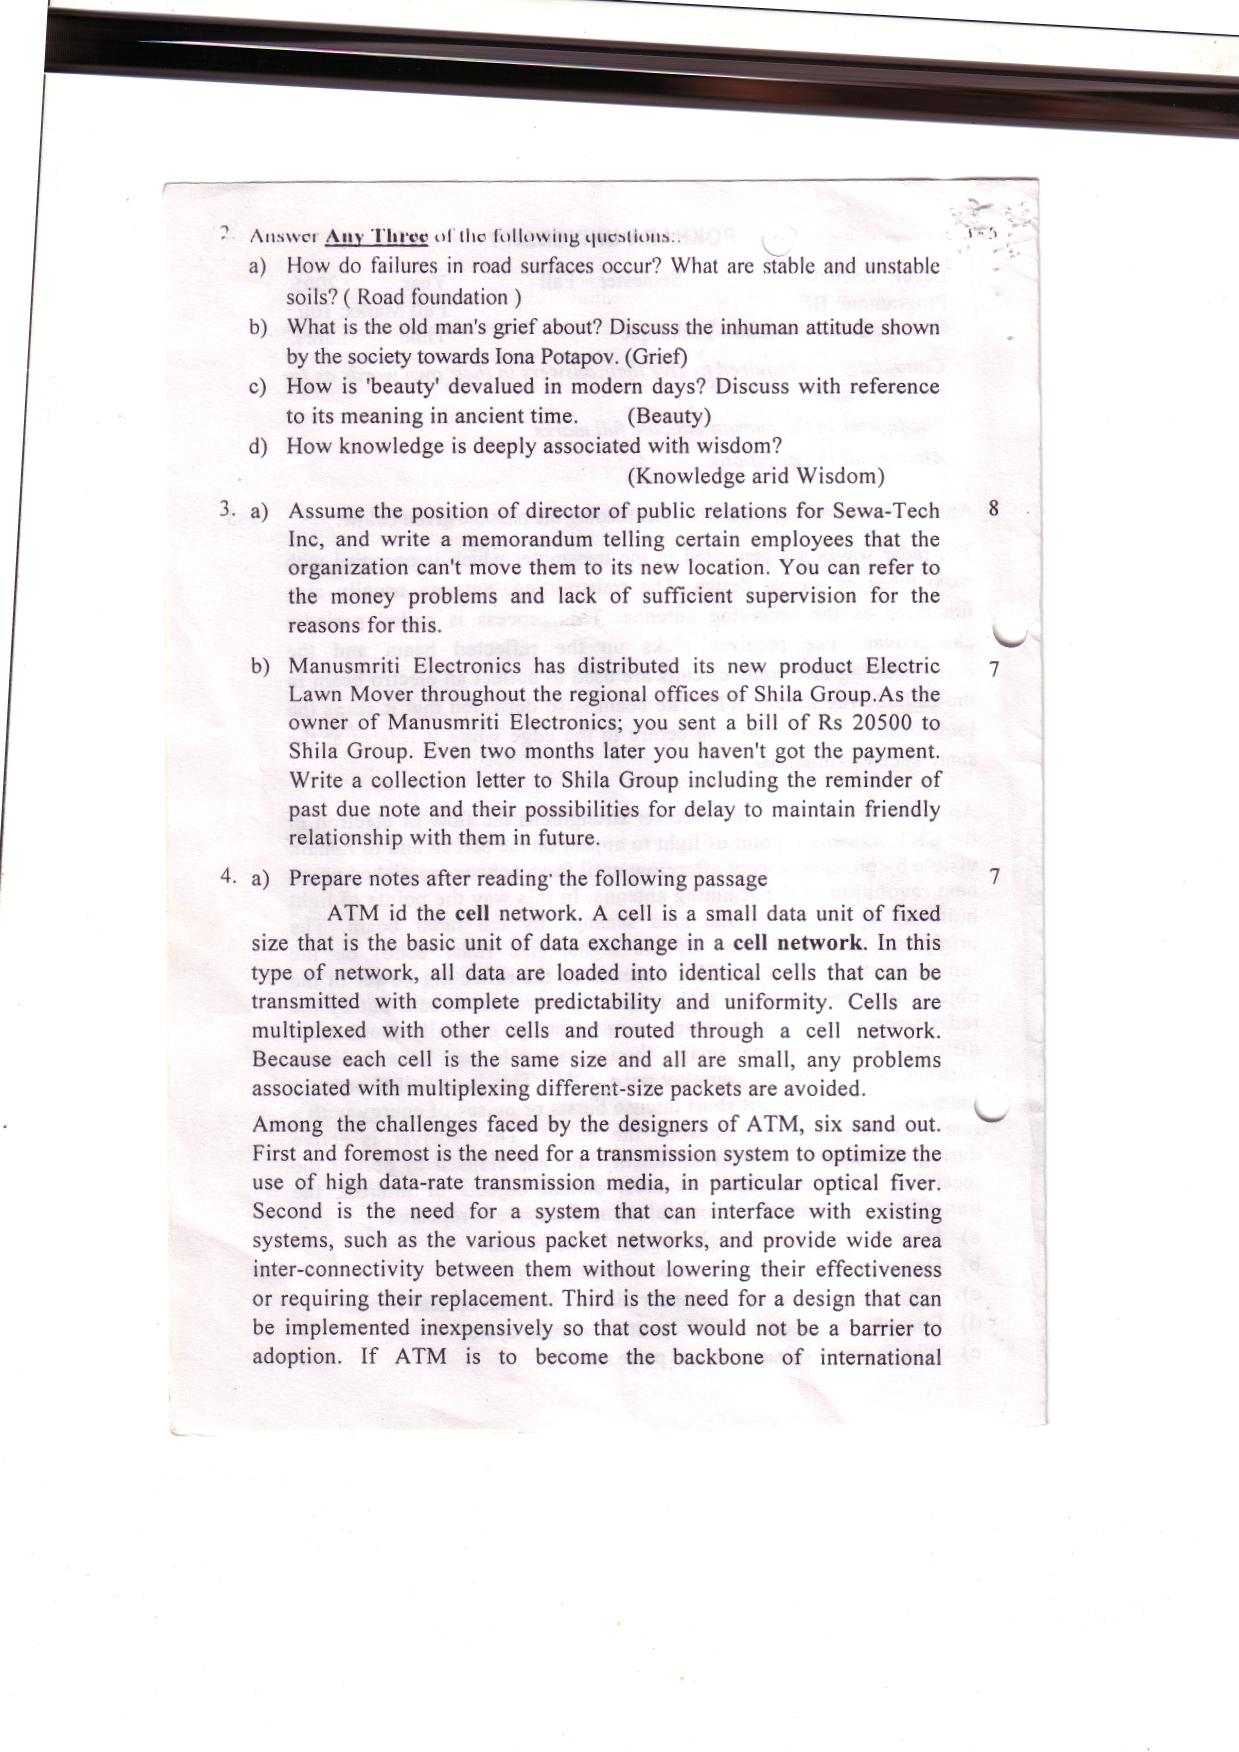 2. Answer Any Three of the following questions:.
a) How do failures in road surfaces occur? What are stable and unstable
soils? ( Road foundation )
b) What is the old man's grief about? Discuss the inhuman attitude shown
by the society towards Iona Potapov. (Grief)
c) How is 'beauty' devalued in modern days? Discuss with reference
to its meaning in ancient time. (Beauty)
d) How knowledge is deeply associated with wisdom?
(Knowledge arid Wisdom)
3. a) Assume the position of director of public relations for Sewa-Tech 8
Inc, and write a memorandum telling certain employees that the
organization can't move them to its new location. You can refer to
the money problems and lack of sufficient supervision for the
reasons for this.
b) Manusmriti Electronics has distributed its new product Electric 7
Lawn Mover throughout the regional offices of Shila Group.As the
owner of Manusmriti Electronics; you sent a bill of Rs 20500 to
Shila Group. Even two months later you haven't got the payment.
Write a collection letter to Shila Group including the reminder of
past due note and their possibilities for delay to maintain friendly
relationship with them in future.
4. a) Prepare notes after reading the following passage 7
ATM id the cell network. A cell is a small data unit of fixed
size that is the basic unit of data exchange in a cell network. In this
type of network, all data are loaded into identical cells that can be
transmitted with complete predictability and uniformity. Cells are
multiplexed with other cells and routed through a cell network.
Because each cell is the same size and all are small, any problems
associated with multiplexing different-size packets are avoided.
Among the challenges faced by the designers of ATM, six sand out.
First and foremost is the need for a transmission system to optimize the
use of high data-rate transmission media, in particular optical fiver.
Second is the need for a system that can interface with existing
systems, such as the various packet networks, and provide wide area
inter-connectivity between them without lowering their effectiveness
or requiring their replacement. Third is the need for a design that can
be implemented inexpensively so that cost would not be a barrier to
adoption. If ATM is to become the backbone of international